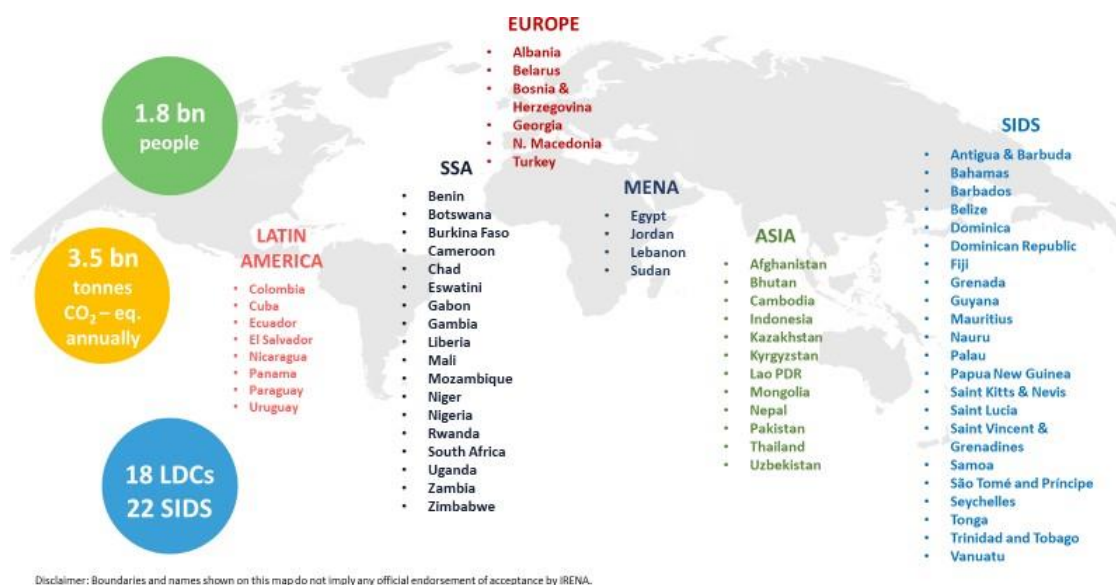 EUROPE
Albania
Belarus
Bosnia &
Herzegovina
Georgia
N. Macedonia
Turkey
1.8 bn
people
3.5 bn
tonnes
CO₂ – eq.
annually
18 LDCs
22 SIDS
LATIN
AMERICA
Colombia
Cuba
Ecuador
El Salvador
Nicaragua
Panama
Paraguay
Uruguay
SSA
Benin
Botswana
Burkina Faso
Cameroon
Chad
Eswatini
Gabon
Gambia
Liberia
Mali
Mozambique
Niger
Nigeria
Rwanda
South Africa
Uganda
Zambia
Zimbabwe
MENA
Egypt
Jordan
Lebanon
Sudan
ASIA
Afghanistan
Bhutan
Cambodia
Indonesia
Kazakhstan
Kyrgyzstan
Lao PDR
Mongolia
Nepal
Pakistan
Thailand
Uzbekistan
SIDS
Antigua & Barbuda
Bahamas
Barbados
Belize
Dominica
Dominican Republic
Fiji
Grenada
Guyana
Mauritius
Nauru
Palau
Papua New Guinea
Saint Kitts & Nevis
Saint Lucia
Saint Vincent &
Grenadines
Samoa
São Tomé and Príncipe
Seychelles
Tonga
Trinidad and Tobago
Vanuatu
Disclaimer: Boundaries and names shown on this map do not imply any official endorsement of acceptance by IRENA.